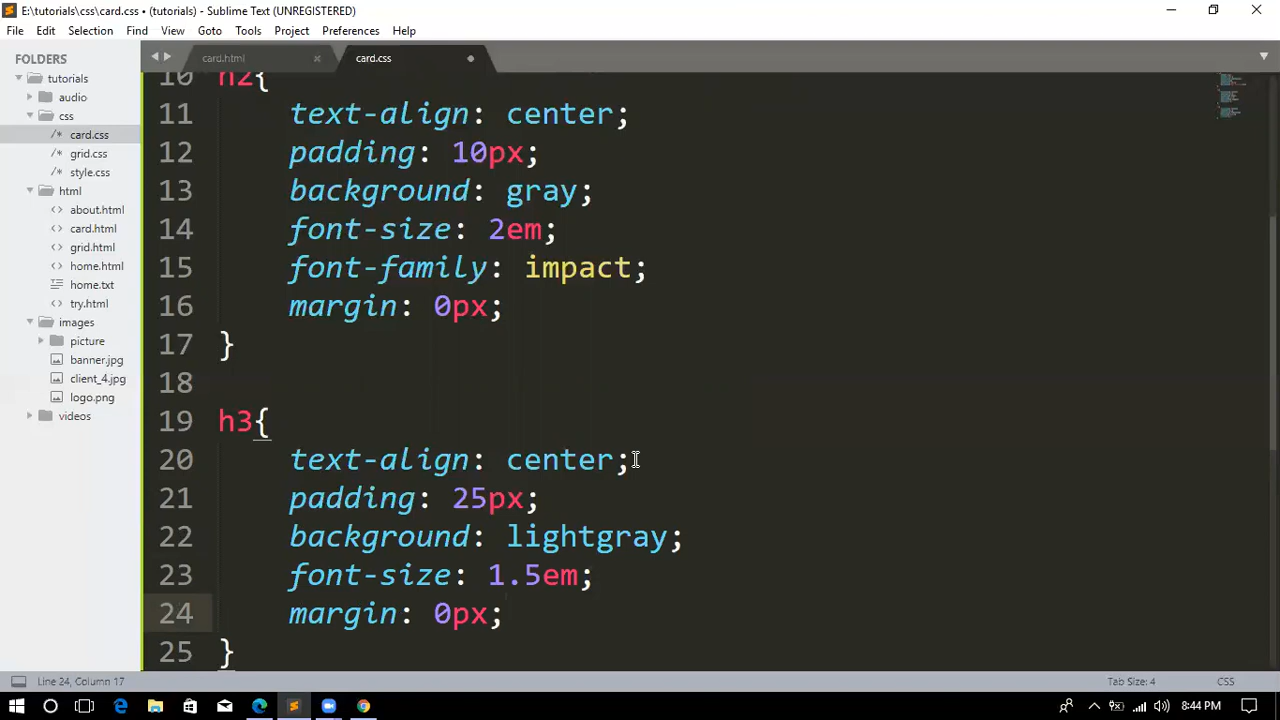 E:\tutorials\css\card.css • (tutorials) - Sublime Text (UNREGISTERED)
File Edit Selection Find View Goto Tools Project Preferences Help
FOLDERS
tutorials
audio
css
card.css
grid.css
style.css
html
about.html
card.html
grid.html
home.html
home.txt
try.html
images
picture
banner.jpg
client_4.jpg
logo.png
videos
card.html
card.css
10 h2{
11 text-align: center;
12 padding: 10px;
13 background: gray;
14 font-size: 2em;
15 font-family: impact;
16 margin: 0px;
17 }
18
19 h3{
20 text-align: center;
21 padding: 25px;
22 background: lightgray;
23 font-size: 1.5em;
24 margin: 0px;
25 }
Line 24, Column 17 Tab Size: 4 CSS
8:44 PM